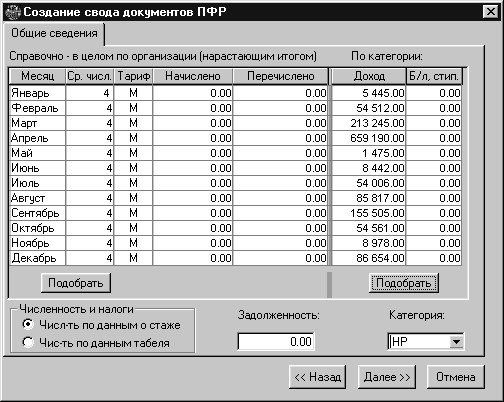 Создание свода документов ПФР
Общие сведения
Справочно - в целом по организации (нарастающим итогом) По категории:
Месяц Ср. числ. Тариф Начислено Перечислено Доход Б/л, стип.
Январь 4 М 0.00 0.00 5 445.00 0.00
Февраль 4 М 0.00 0.00 54 512.00 0.00
Март 4 М 0.00 0.00 213 245.00 0.00
Апрель 4 М 0.00 0.00 659 190.00 0.00
Май 4 М 0.00 0.00 1 475.00 0.00
Июнь 4 М 0.00 0.00 8 442.00 0.00
Июль 4 М 0.00 0.00 54 006.00 0.00
Август 4 М 0.00 0.00 85 817.00 0.00
Сентябрь 4 М 0.00 0.00 155 505.00 0.00
Октябрь 4 М 0.00 0.00 54 561.00 0.00
Ноябрь 4 М 0.00 0.00 8 978.00 0.00
Декабрь 4 М 0.00 0.00 86 654.00 0.00
Подобрать Подобрать
Численность и налоги Задолженность: Категория:
Числ-ть по данным о стаже
Чис-ть по данным табеля 0.00 НР
<< Назад Далее >> Отмена